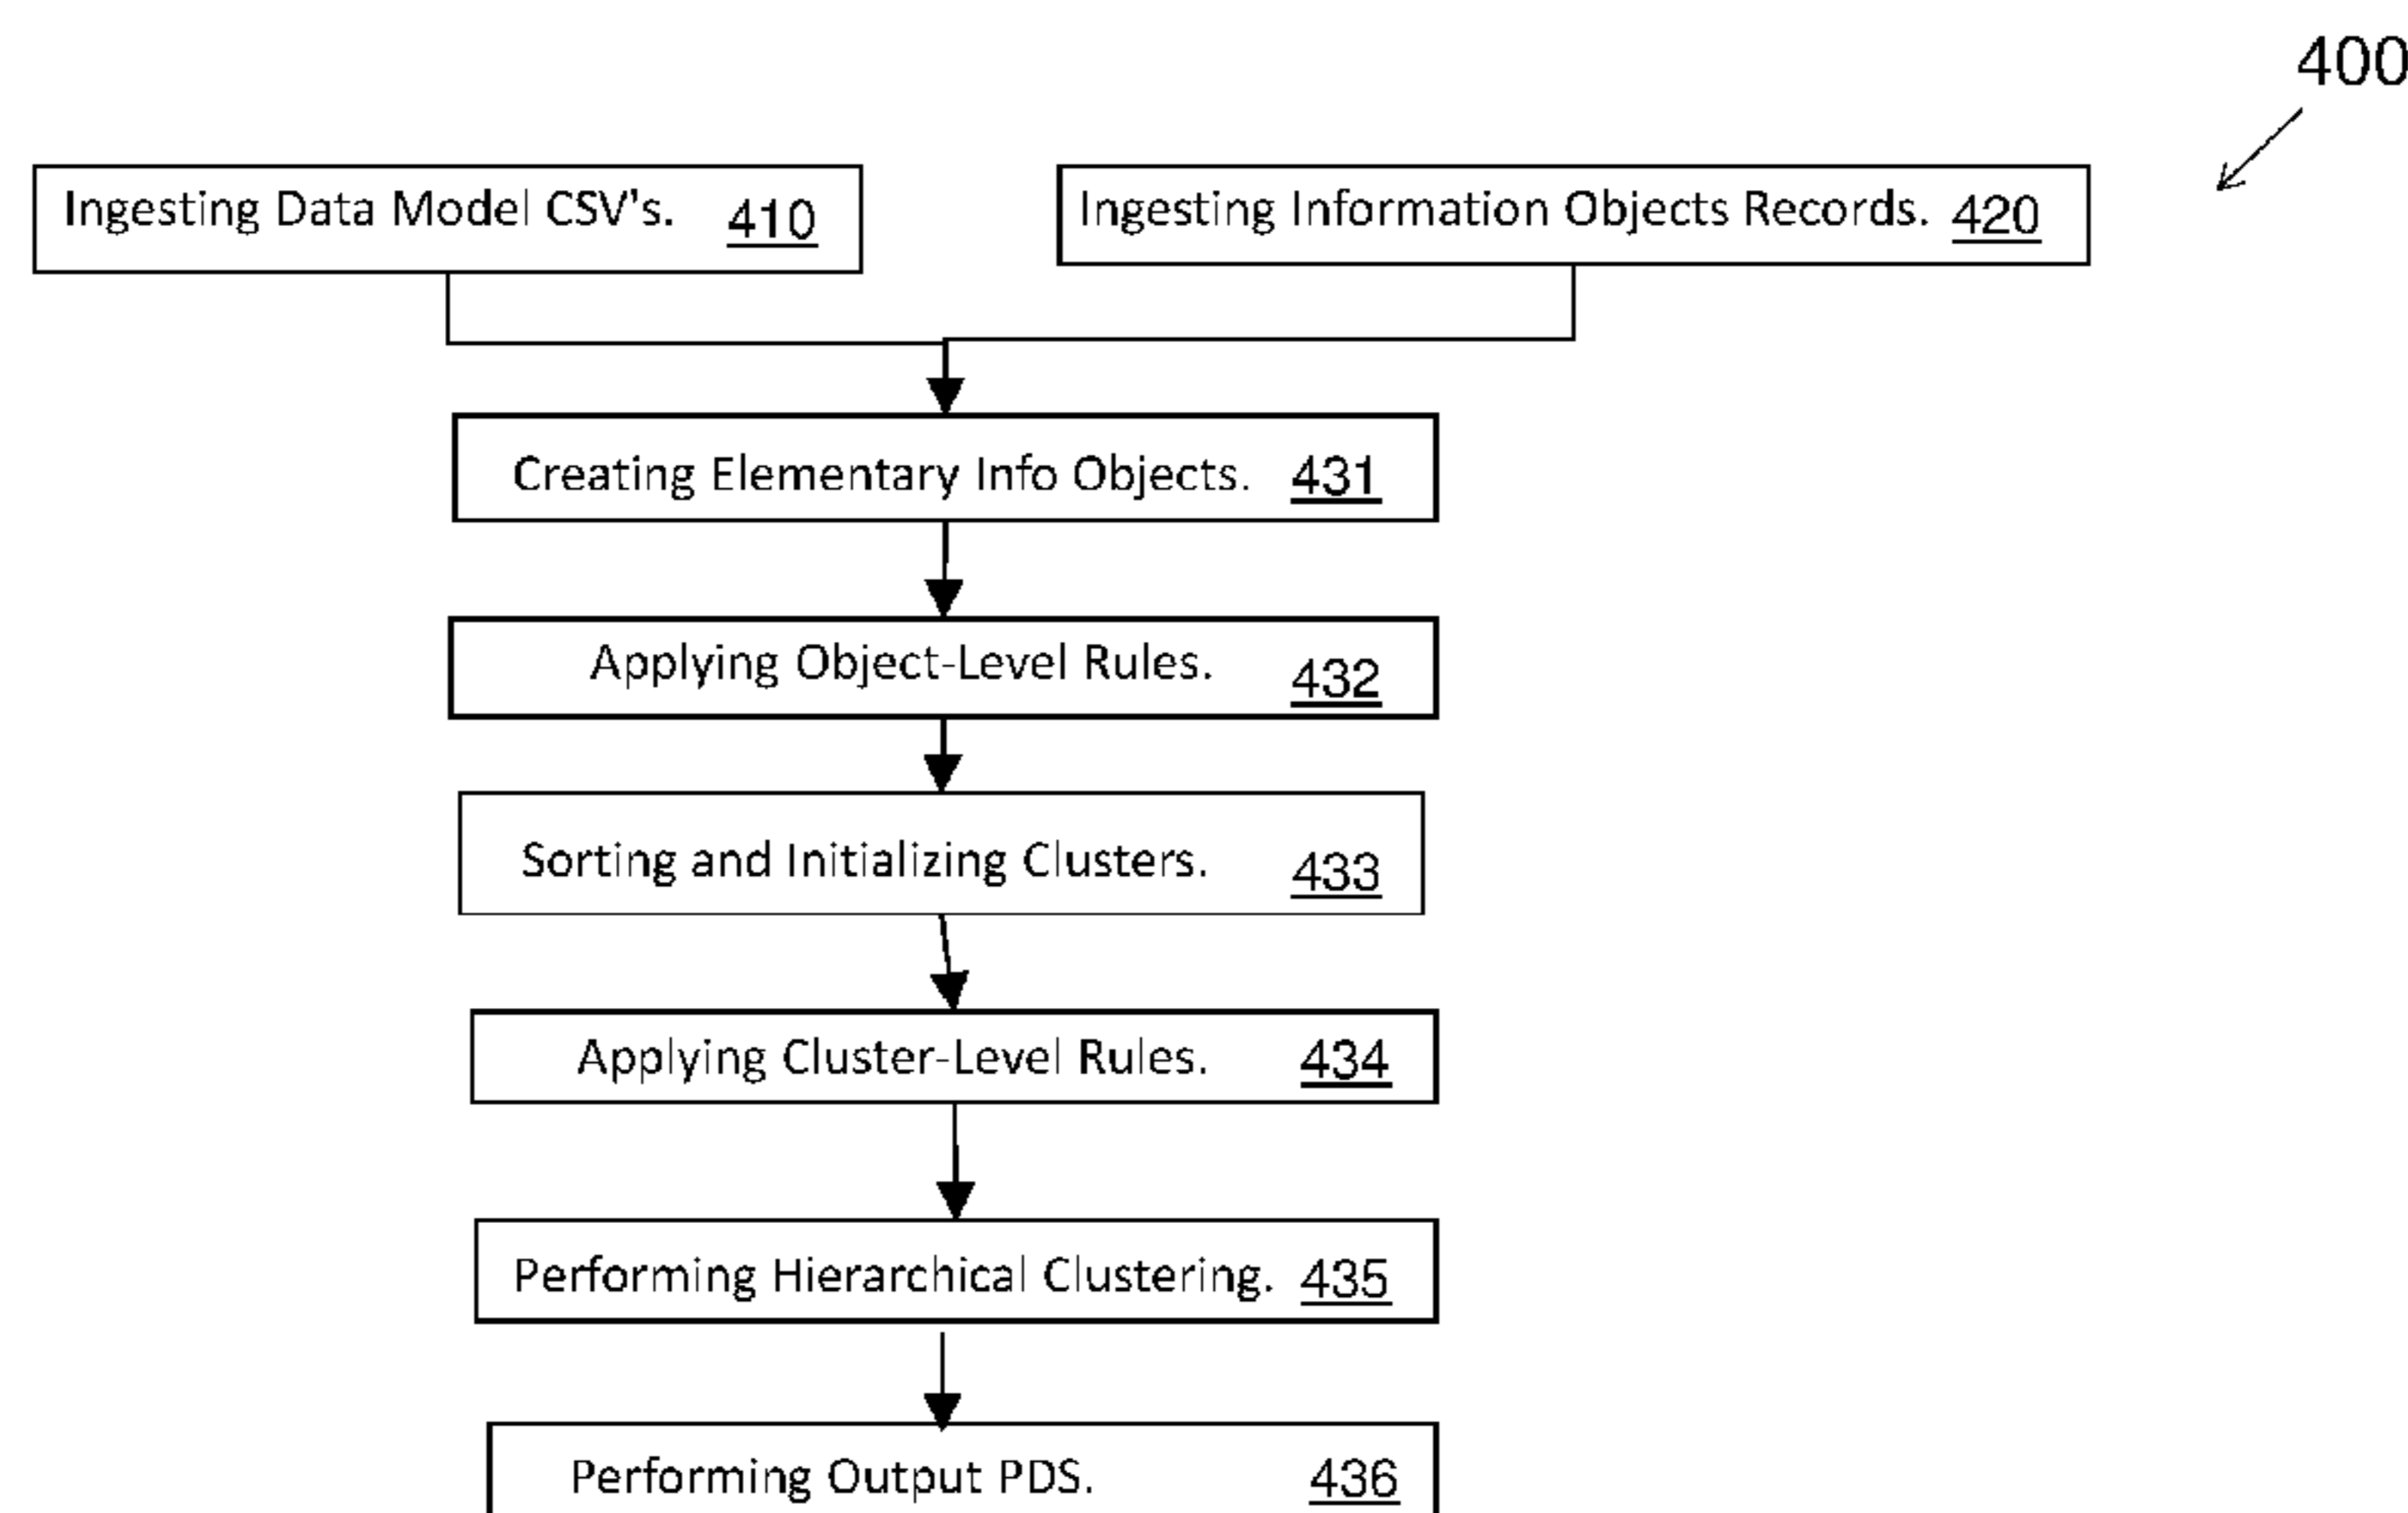 400
Ingesting Data Model CSV's. 410
Ingesting Information Objects Records. 420
Creating Elementary Info Objects. 431
Applying Object-Level Rules. 432
Sorting and Initializing Clusters. 433
Applying Cluster-Level Rules. 434
Performing Hierarchical Clustering. 435
Performing Output PDS. 436